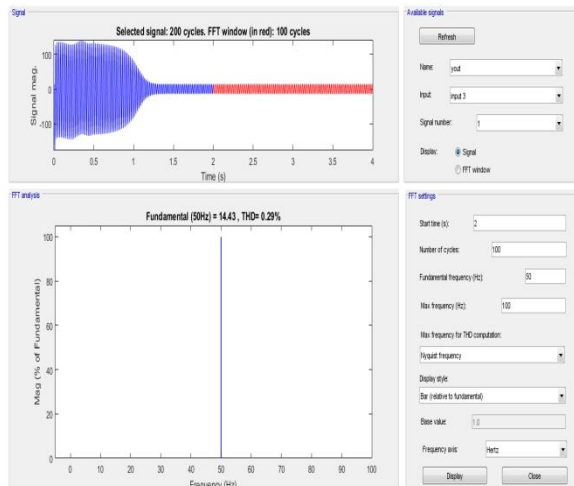 Signal
Selected signal: 200 cycles. FFT window (in red): 100 cycles
Signal mag.
100
0
-100
0
0.5
1
1.5
2
2.5
3
3.5
4
Time (s)
FFT analysis
Fundamental (50Hz) = 14.43 , THD= 0.29%
Mag (% of Fundamental)
100
80
60
40
20
0
0
10
20
30
40
50
60
70
80
90
100
Frequency (Hz)
Available signals
Refresh
Name:
yout
Input:
input 3
Signal number:
1
Display:
Signal
FFT window
FFT settings
Start time (s):
2
Number of cycles:
100
Fundamental frequency (Hz):
50
Max frequency (Hz):
100
Max frequency for THD computation:
Nyquist frequency
Display style:
Bar (relative to fundamental)
Base value:
1.0
Frequency axis:
Hertz
Display
Close